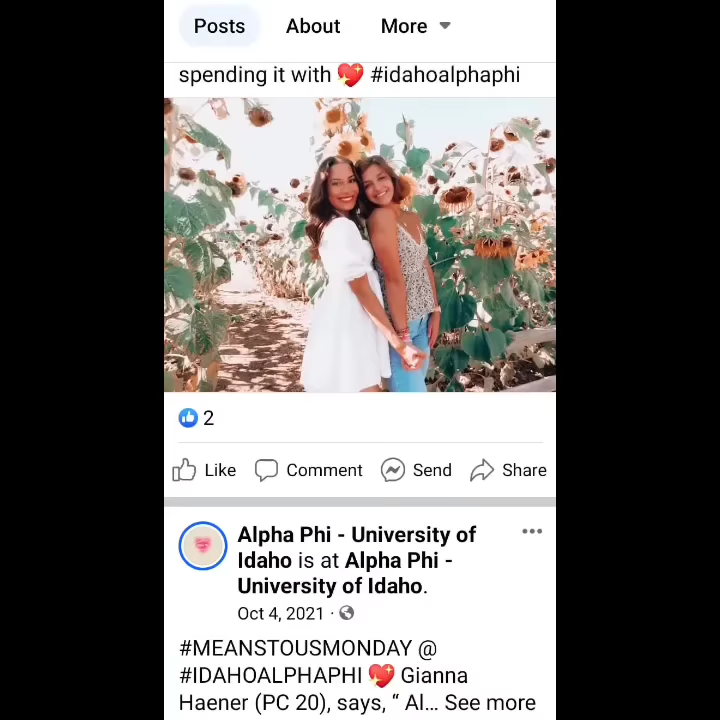 Posts About More
spending it with 💖 #idahoalphaphi
2
Like Comment Send Share
Alpha Phi - University of
Idaho is at Alpha Phi -
University of Idaho.
Oct 4, 2021 ·
#MEANSTOUSMONDAY @
#IDAHOALPHAPHI 💖 Gianna
Haener (PC 20), says, “ Al... See more